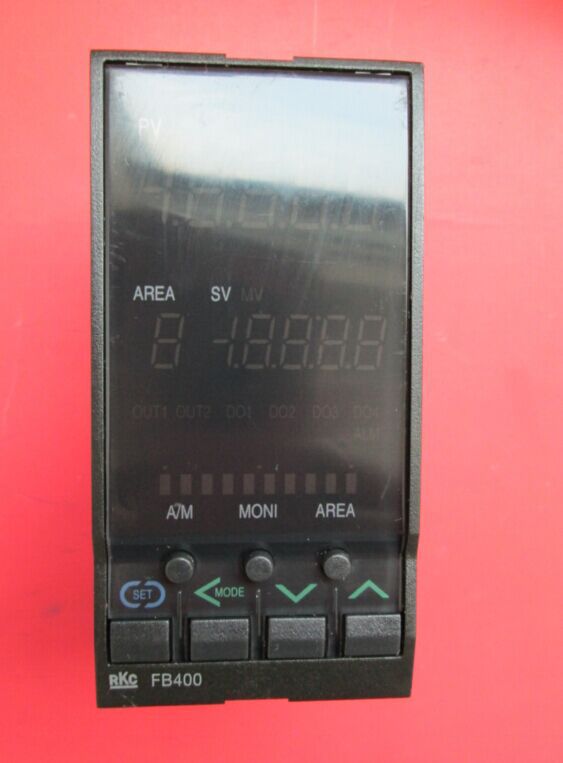 PV
AREA SV MV
8 -1.8.8.8.8
OUT1 OUT2 DO1 DO2 DO3 DO4
ALM
A/M MONI AREA
SET MODE
RKC FB400